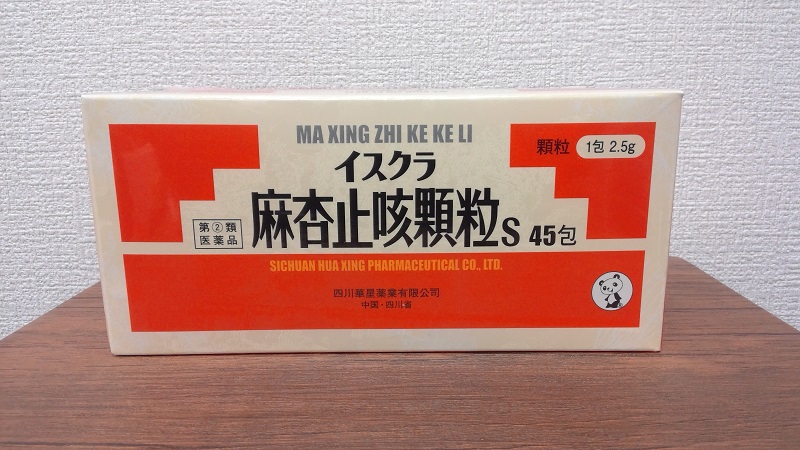 MA XING ZHI KE KE LI
顆粒 1包 2.5g
イスクラ
第②類
医薬品
麻杏止咳顆粒S 45包
SICHUAN HUA XING PHARMACEUTICAL CO., LTD.
四川華星薬業有限公司
中国・四川省